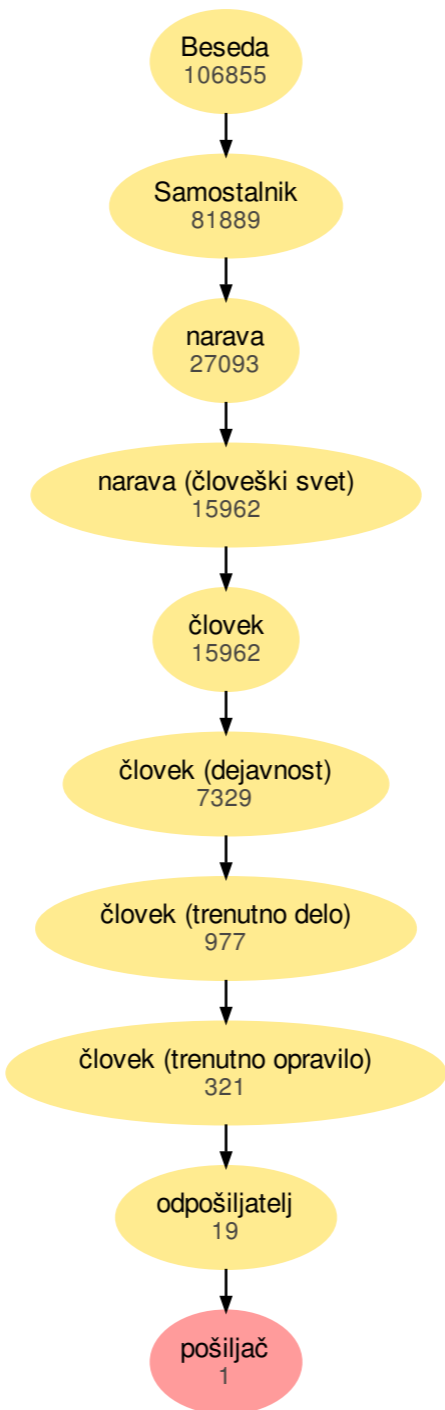 Beseda
106855
Samostalnik
81889
narava
27093
narava (človeški svet)
15962
človek
15962
človek (dejavnost)
7329
človek (trenutno delo)
977
človek (trenutno opravilo)
321
odpošiljatelj
19
pošiljač
1